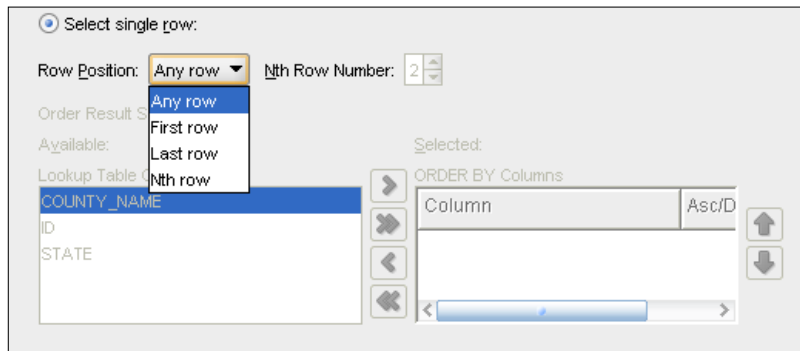 Select single row:
Row Position: Any row Nth Row Number: 2
Any row
First row
Last row
Nth row
Order Result S
Available: Selected:
Lookup Table ORDER BY Columns
COUNTY_NAME
ID
STATE
Column Asc/D